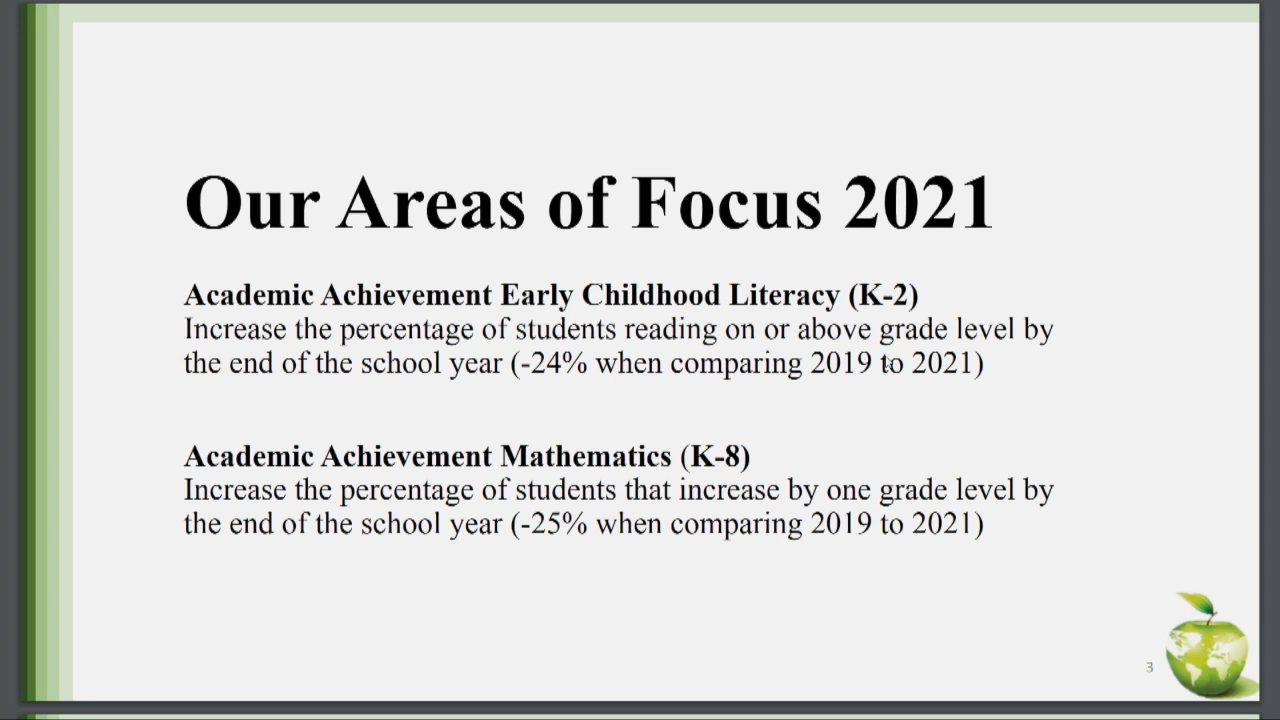 Our Areas of Focus 2021
Academic Achievement Early Childhood Literacy (K-2)
Increase the percentage of students reading on or above grade level by
the end of the school year (-24% when comparing 2019 to 2021)
Academic Achievement Mathematics (K-8)
Increase the percentage of students that increase by one grade level by
the end of the school year (-25% when comparing 2019 to 2021)
3